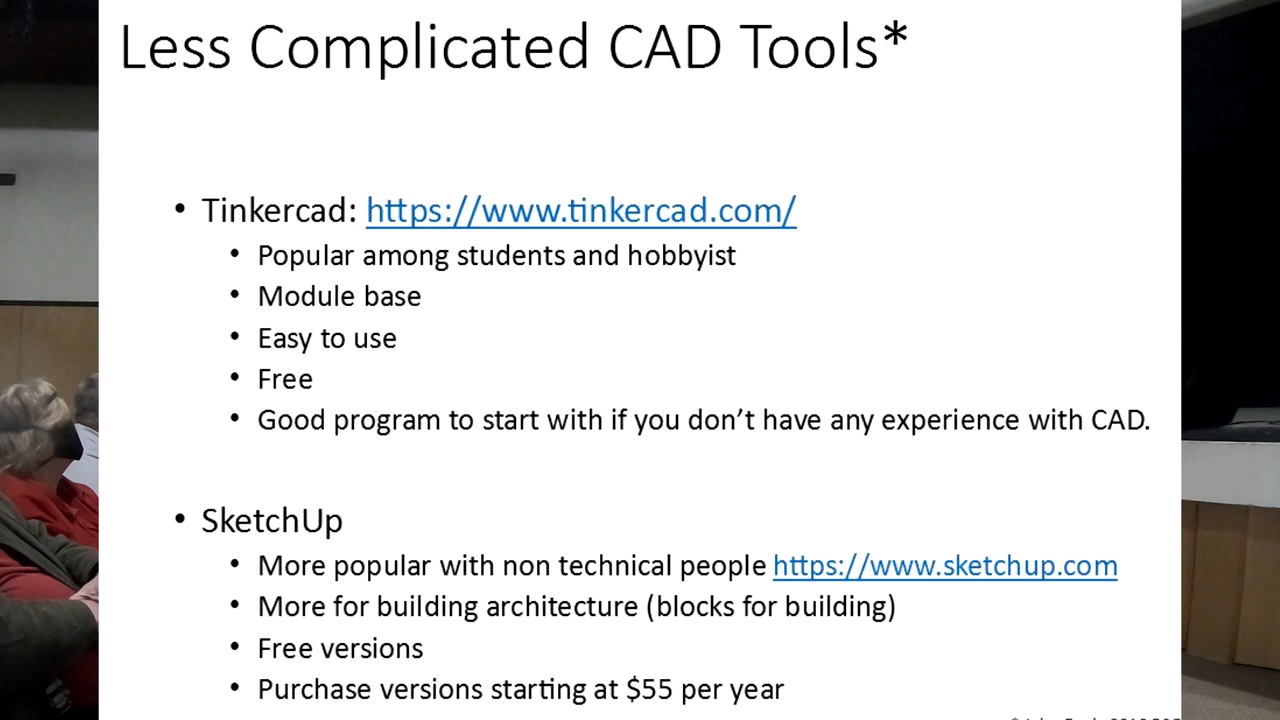 Less Complicated CAD Tools*
• Tinkercad: https://www.tinkercad.com/
• Popular among students and hobbyist
• Module base
• Easy to use
• Free
• Good program to start with if you don’t have any experience with CAD.
• SketchUp
• More popular with non technical people https://www.sketchup.com
• More for building architecture (blocks for building)
• Free versions
• Purchase versions starting at $55 per year